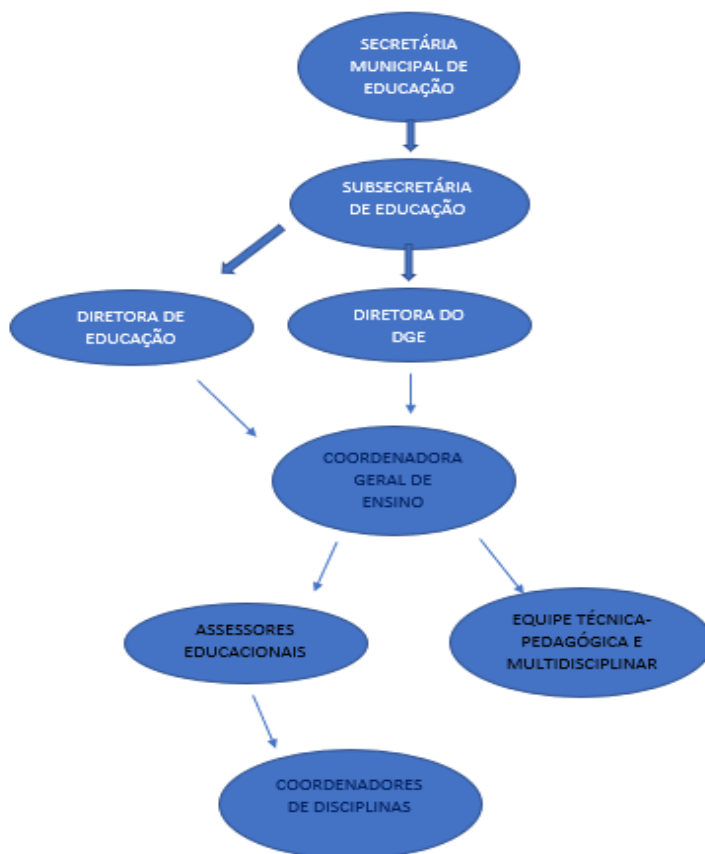 SECRETÁRIA
MUNICIPAL DE
EDUCAÇÃO
SUBSECRETÁRIA
DE EDUCAÇÃO
DIRETORA DE
EDUCAÇÃO
DIRETORA DO
DGE
COORDENADORA
GERAL DE
ENSINO
ASSESSORES
EDUCACIONAIS
EQUIPE TÉCNICA-
PEDAGÓGICA E
MULTIDISCIPLINAR
COORDENADORES
DE DISCIPLINAS